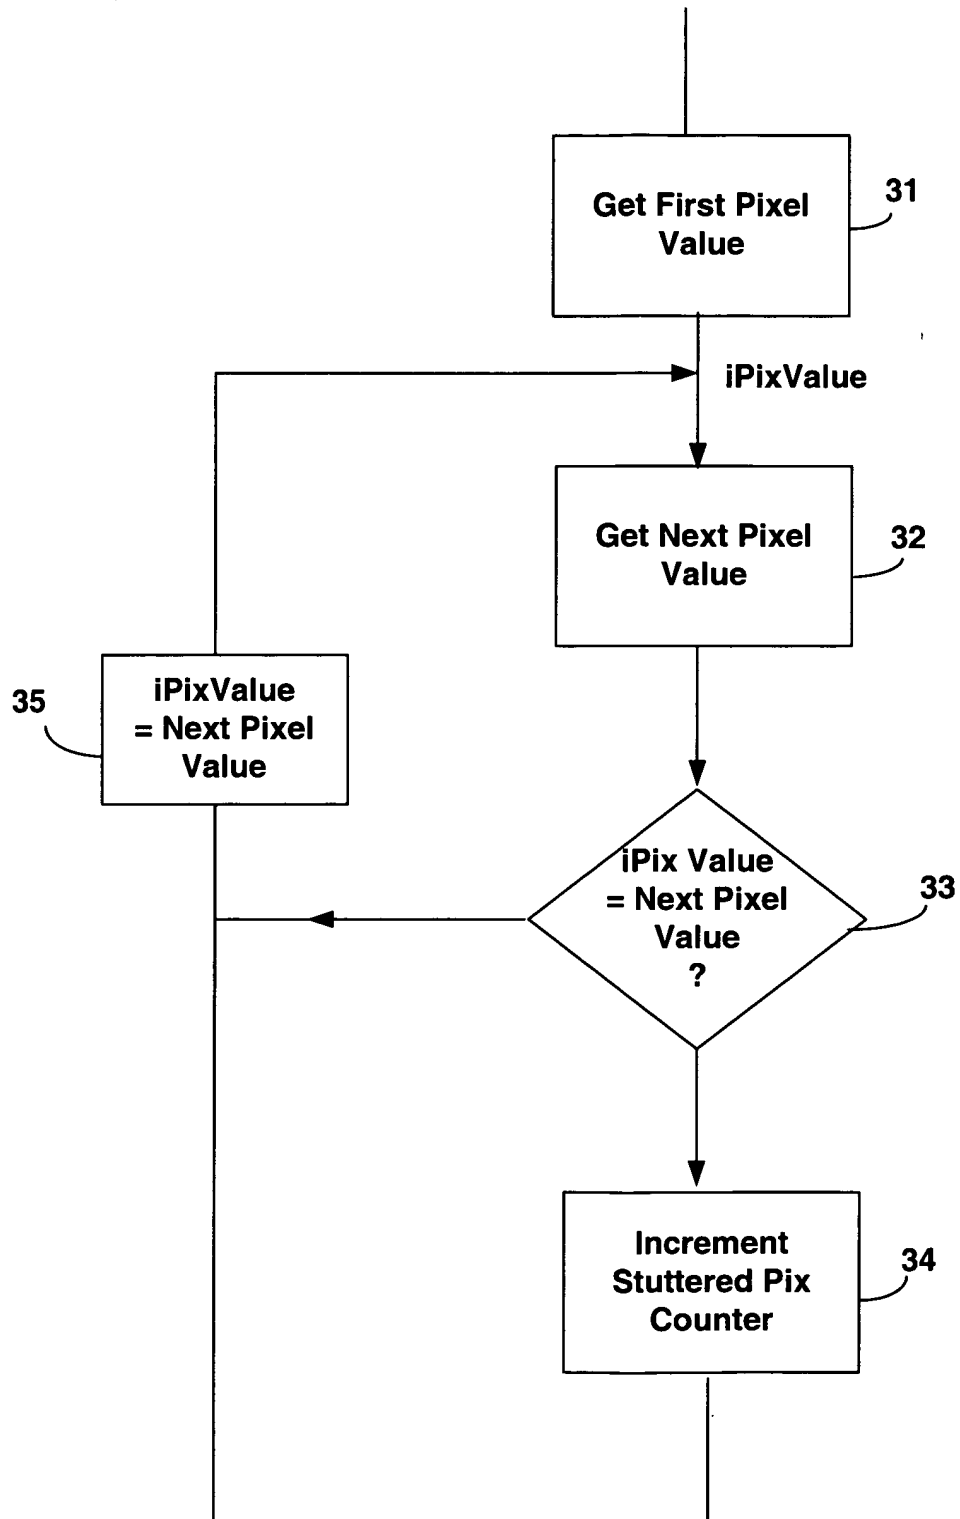 Get First Pixel
Value
31
iPixValue
Get Next Pixel
Value
32
iPixValue
= Next Pixel
Value
35
iPix Value
= Next Pixel
Value
?
33
Increment
Stuttered Pix
Counter
34